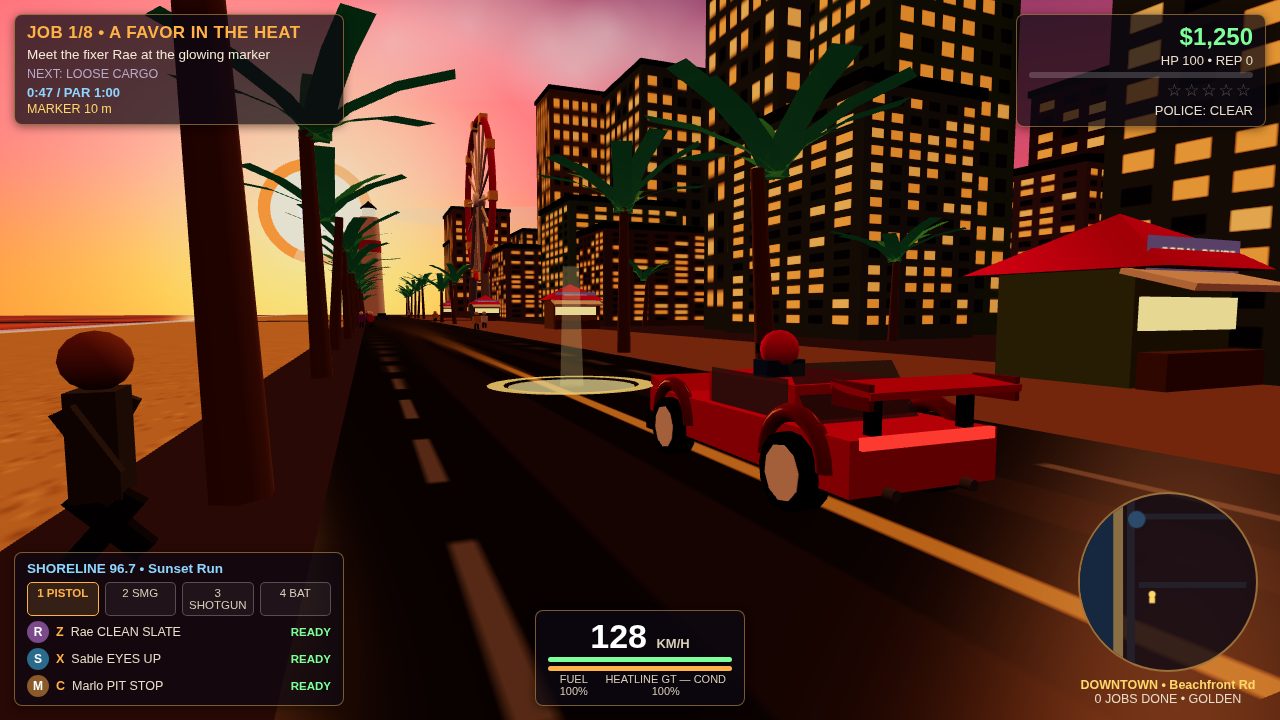 JOB 1/8 • A FAVOR IN THE HEAT
Meet the fixer Rae at the glowing marker
NEXT: LOOSE CARGO
0:47 / PAR 1:00
MARKER 10 m
$1,250
HP 100 • REP 0
☆☆☆☆☆
POLICE: CLEAR
SHORELINE 96.7 • Sunset Run
1 PISTOL
2 SMG
3 SHOTGUN
4 BAT
R Z Rae CLEAN SLATE READY
S X Sable EYES UP READY
M C Marlo PIT STOP READY
128 KM/H
FUEL 100%
HEATLINE GT — COND 100%
DOWNTOWN • Beachfront Rd
0 JOBS DONE • GOLDEN